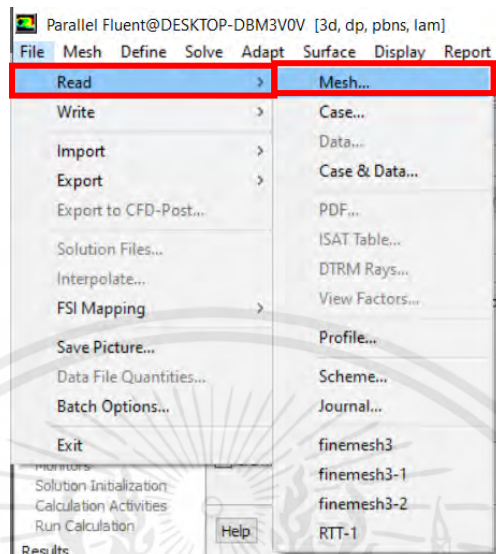 Parallel Fluent@DESKTOP-DBM3V0V [3d, dp, pbns, lam]
File Mesh Define Solve Adapt Surface Display Report
Read >
Write >
Import >
Export >
Export to CFD-Post...
Solution Files...
Interpolate...
FSI Mapping >
Save Picture...
Data File Quantities...
Batch Options...
Exit
Mesh...
Case...
Data...
Case & Data...
PDF...
ISAT Table...
DTRM Rays...
View Factors...
Profile...
Scheme...
Journal...
finemesh3
finemesh3-1
finemesh3-2
RTT-1
Monitors
Solution Initialization
Calculation Activities
Run Calculation
Results
Help